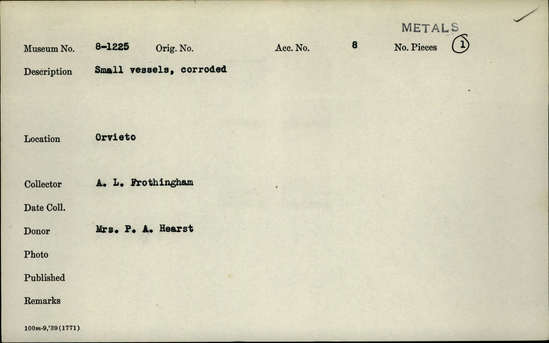 METALS
Museum No. 8-1225 Orig. No. Acc. No. 8 No. Pieces 1
Description Small vessels, corroded
Location Orvieto
Collector A. L. Frothingham
Date Coll.
Donor Mrs. P. A. Hearst
Photo
Published
Remarks
100m-9,'39(1771)